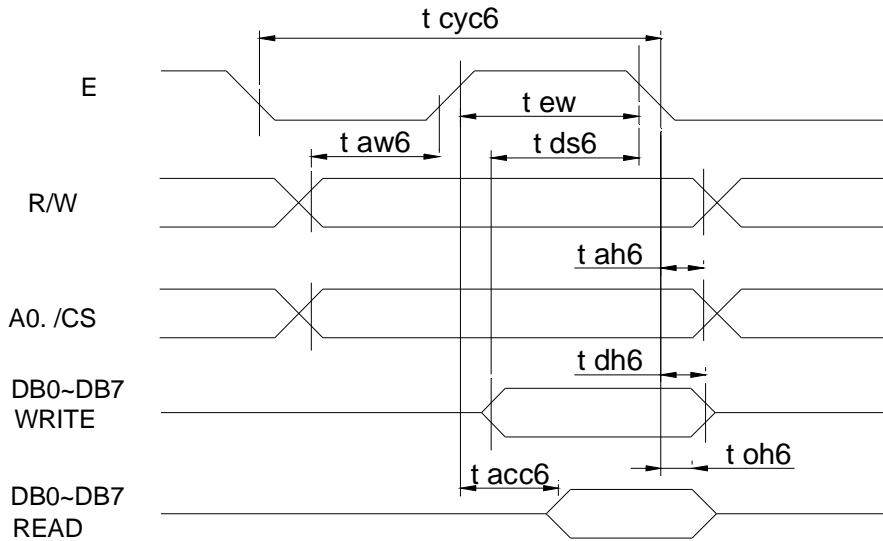 t cyc6
E
t ew
t aw6
t ds6
R/W
t ah6
A0. /CS
t dh6
DB0~DB7
WRITE
t oh6
t acc6
DB0~DB7
READ